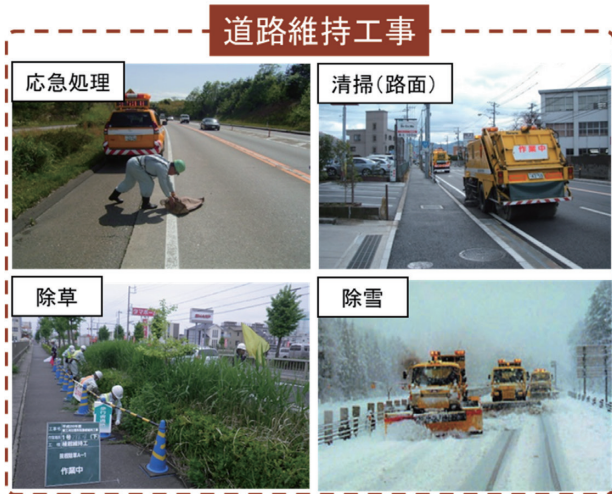 道路維持工事
応急処理
清掃（路面）
作業中
除草
作業中
除雪